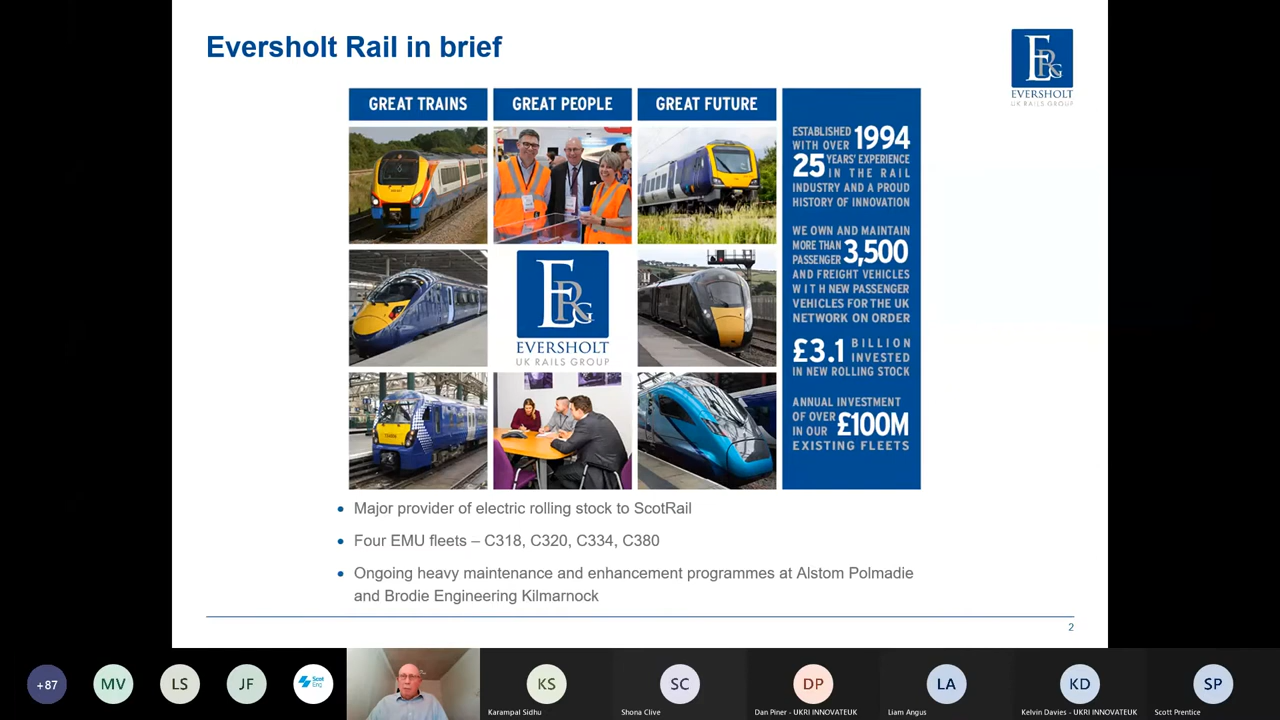 Eversholt Rail in brief
EVERSHOLT
UK RAILS GROUP
GREAT TRAINS
GREAT PEOPLE
GREAT FUTURE
EVERSHOLT
UK RAILS GROUP
ESTABLISHED 1994
WITH OVER
25 YEARS' EXPERIENCE
IN THE RAIL
INDUSTRY AND A PROUD
HISTORY OF INNOVATION
WE OWN AND MAINTAIN
MORE THAN 3,500
PASSENGER
AND FREIGHT VEHICLES
WITH NEW PASSENGER
VEHICLES FOR THE UK
NETWORK ON ORDER
£3.1 BILLION
INVESTED
IN NEW ROLLING STOCK
ANNUAL INVESTMENT
OF OVER £100M
IN OUR
EXISTING FLEETS
• Major provider of electric rolling stock to ScotRail
• Four EMU fleets – C318, C320, C334, C380
• Ongoing heavy maintenance and enhancement programmes at Alstom Polmadie
and Brodie Engineering Kilmarnock
2
+87
MV
LS
JF
Scot
Eng
KS
Karampal Sidhu
SC
Shona Clive
DP
Dan Piner - UKRI INNOVATEUK
LA
Liam Angus
KD
Kelvin Davies - UKRI INNOVATEUK
SP
Scott Prentice